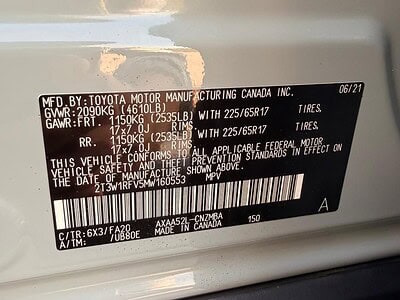 MFD. BY: TOYOTA MOTOR MANUFACTURING CANADA INC. 06/21
GVWR: 2090KG (4610LB)
GAWR: FRT. 1150KG (2535LB) WITH 225/65R17 TIRES,
17x7.0J RIMS,
RR. 1150KG (2535LB) WITH 225/65R17 TIRES,
17x7.0J RIMS,
THIS VEHICLE CONFORMS TO ALL APPLICABLE FEDERAL MOTOR
VEHICLE SAFETY AND THEFT PREVENTION STANDARDS IN EFFECT
ON THE DATE OF MANUFACTURE SHOWN ABOVE.
2T3W1RFV5MW160553 MPV
C/TR: 6X3/FA20 AXAA52L-CNZMBA 150 A
A/TM: /UB80E MADE IN CANADA